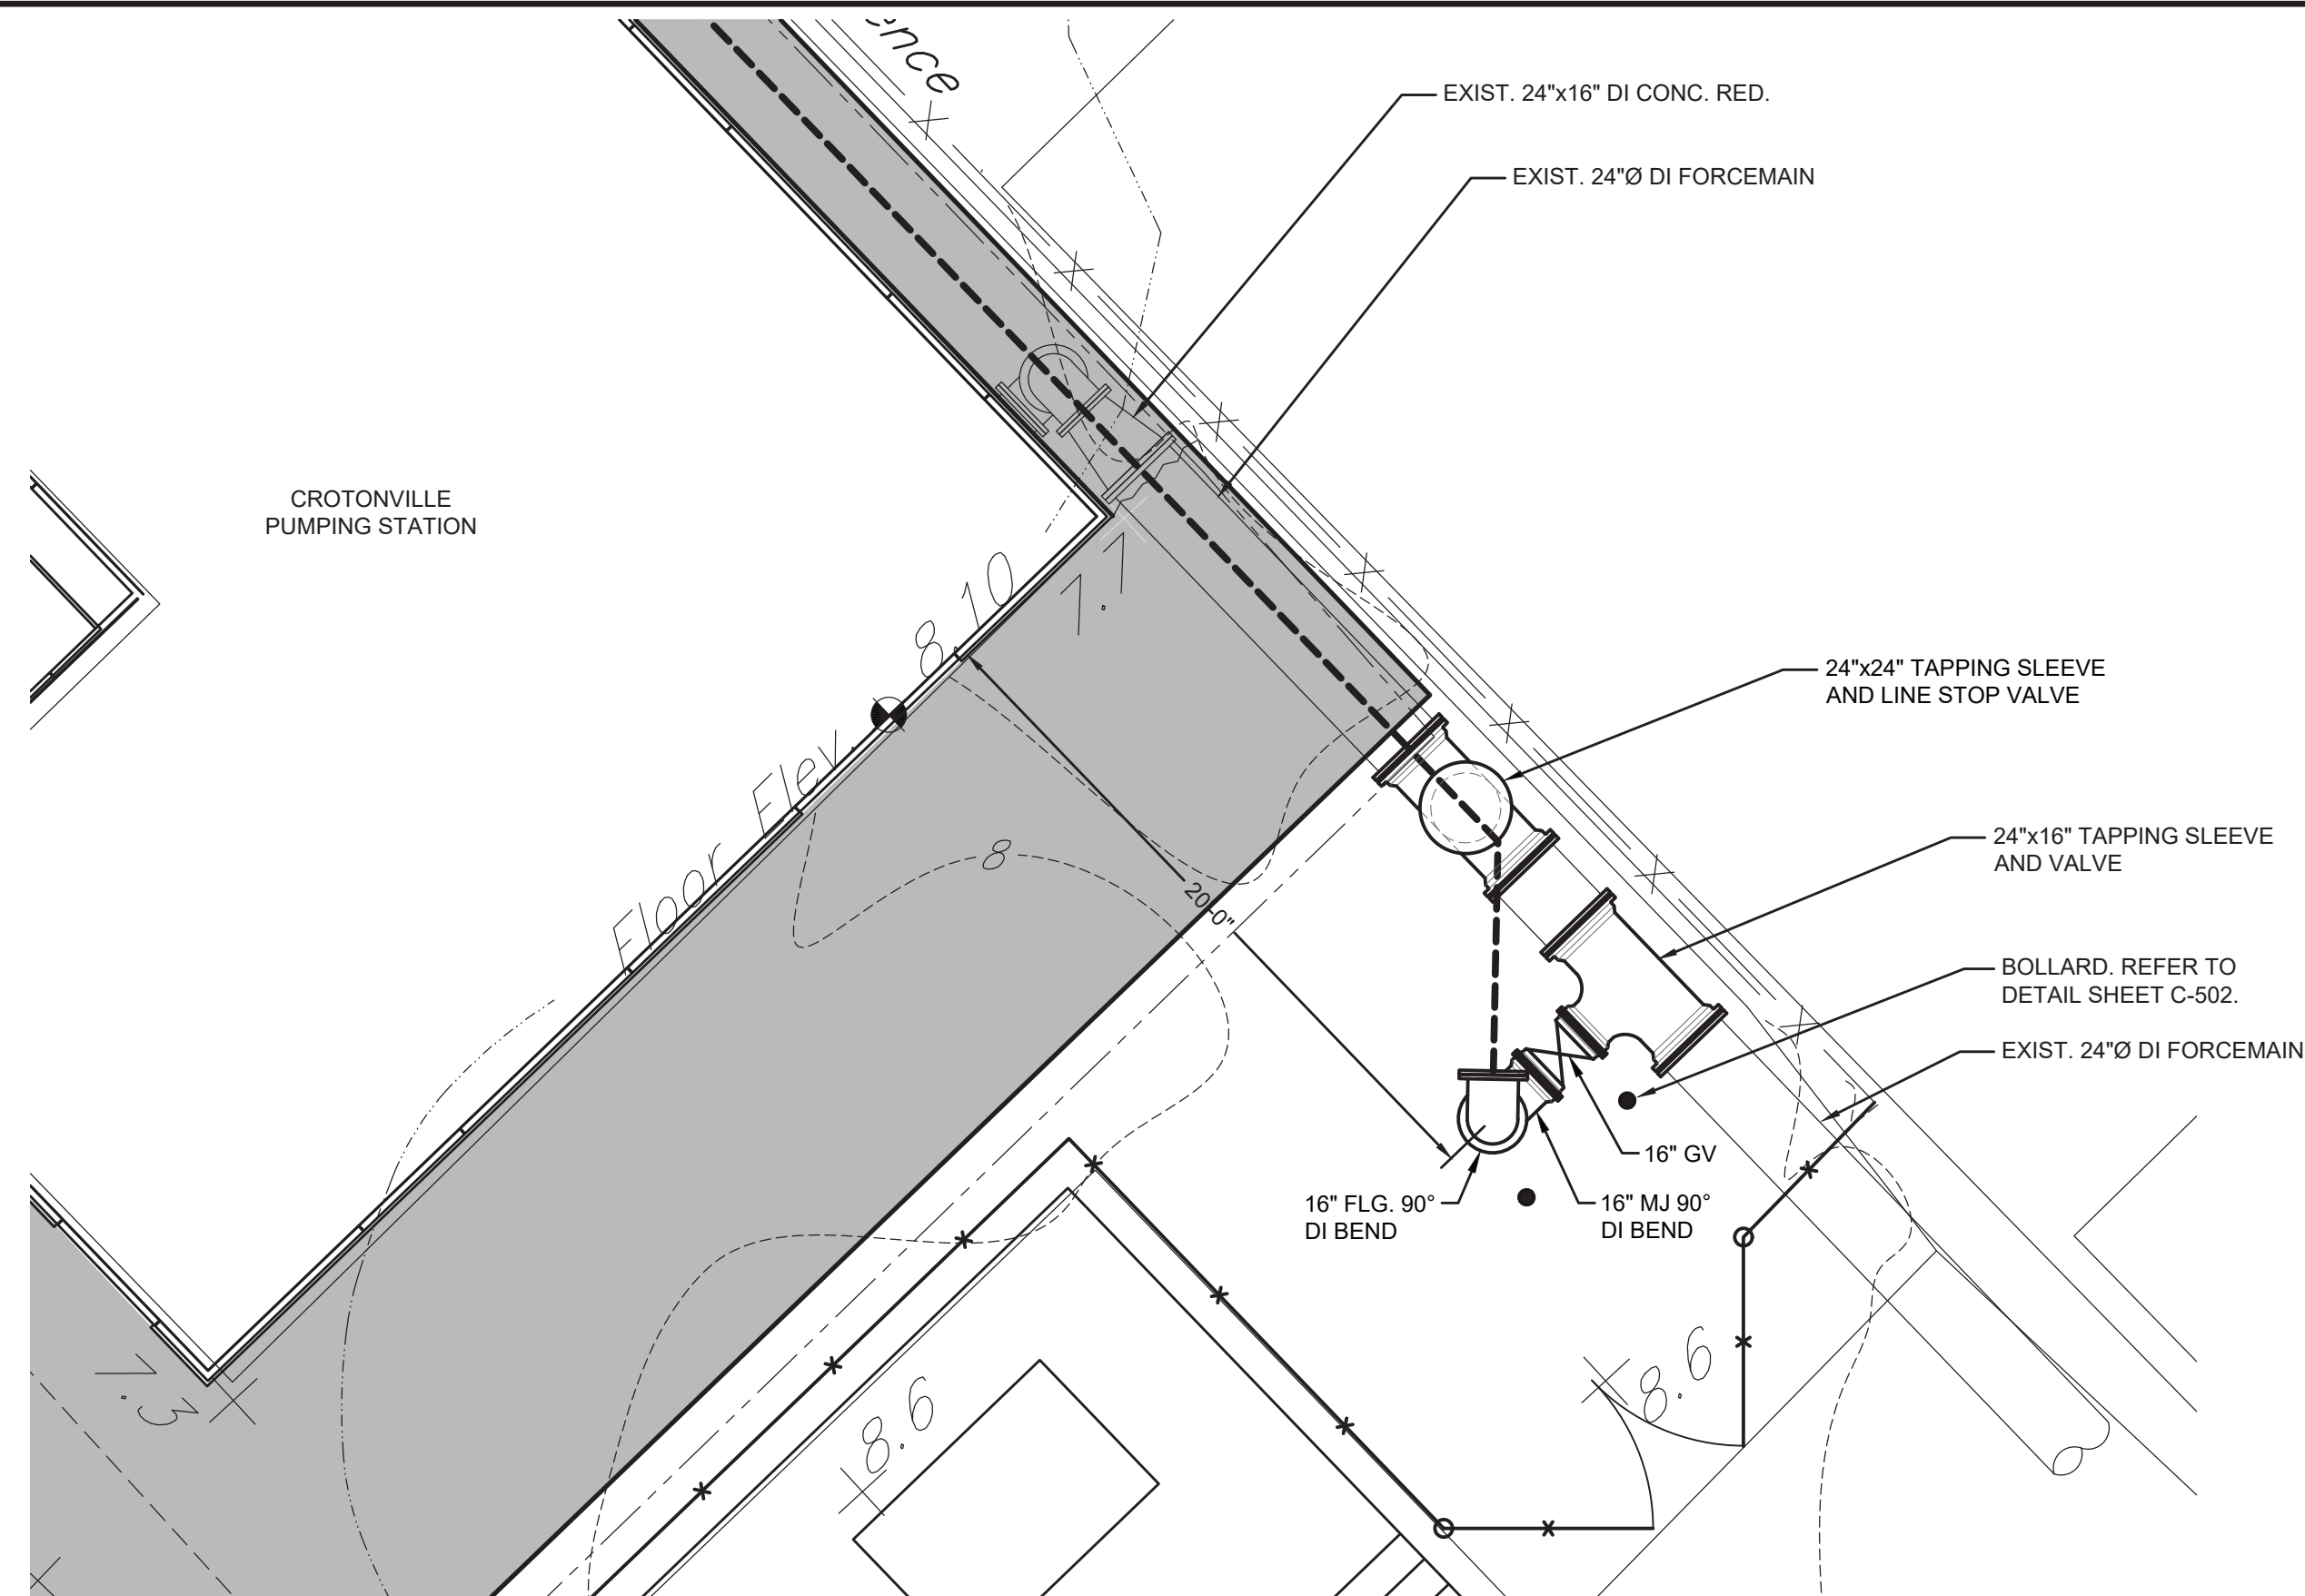 ence
EXIST. 24"x16" DI CONC. RED.
EXIST. 24"Ø DI FORCEMAIN
CROTONVILLE
PUMPING STATION
7.7
Floor Elev. 8.10
24"x24" TAPPING SLEEVE
AND LINE STOP VALVE
24"x16" TAPPING SLEEVE
AND VALVE
8
20'-0"
BOLLARD. REFER TO
DETAIL SHEET C-502.
EXIST. 24"Ø DI FORCEMAIN
16" GV
16" FLG. 90°
DI BEND
16" MJ 90°
DI BEND
7.3
8.6
8.6